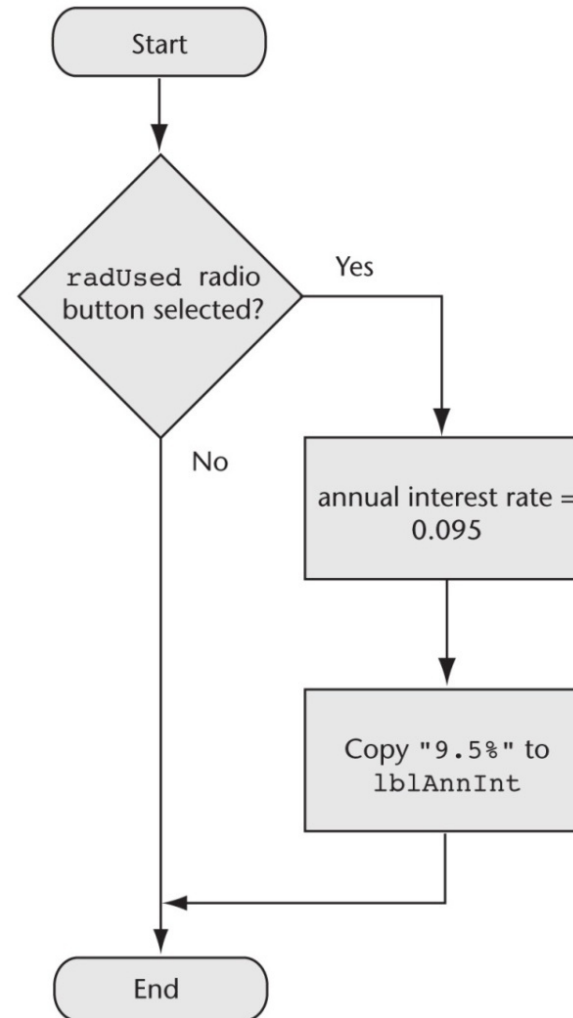 Start
radUsed radio
button selected?
Yes
No
annual interest rate =
0.095
Copy "9.5%" to
lblAnnInt
End